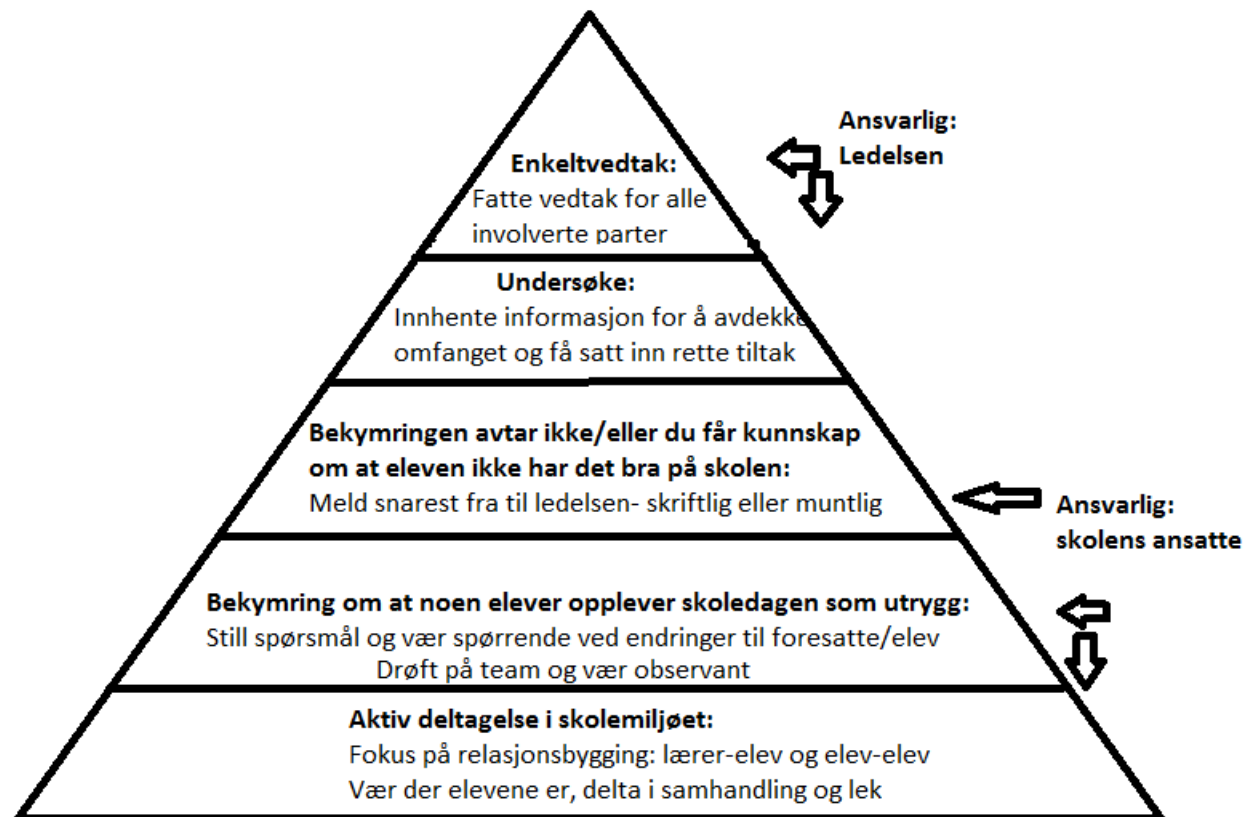 Ansvarlig:
Ledelsen
Enkeltvedtak:
Fatte vedtak for alle
involverte parter
Undersøke:
Innhente informasjon for å avdekke
omfanget og få satt inn rette tiltak
Bekymringen avtar ikke/eller du får kunnskap
om at eleven ikke har det bra på skolen:
Meld snarest fra til ledelsen- skriftlig eller muntlig
Ansvarlig:
skolens ansatte
Bekymring om at noen elever opplever skoledagen som utrygg:
Still spørsmål og vær spørrende ved endringer til foresatte/elev
Drøft på team og vær observant
Aktiv deltagelse i skolemiljøet:
Fokus på relasjonsbygging: lærer-elev og elev-elev
Vær der elevene er, delta i samhandling og lek